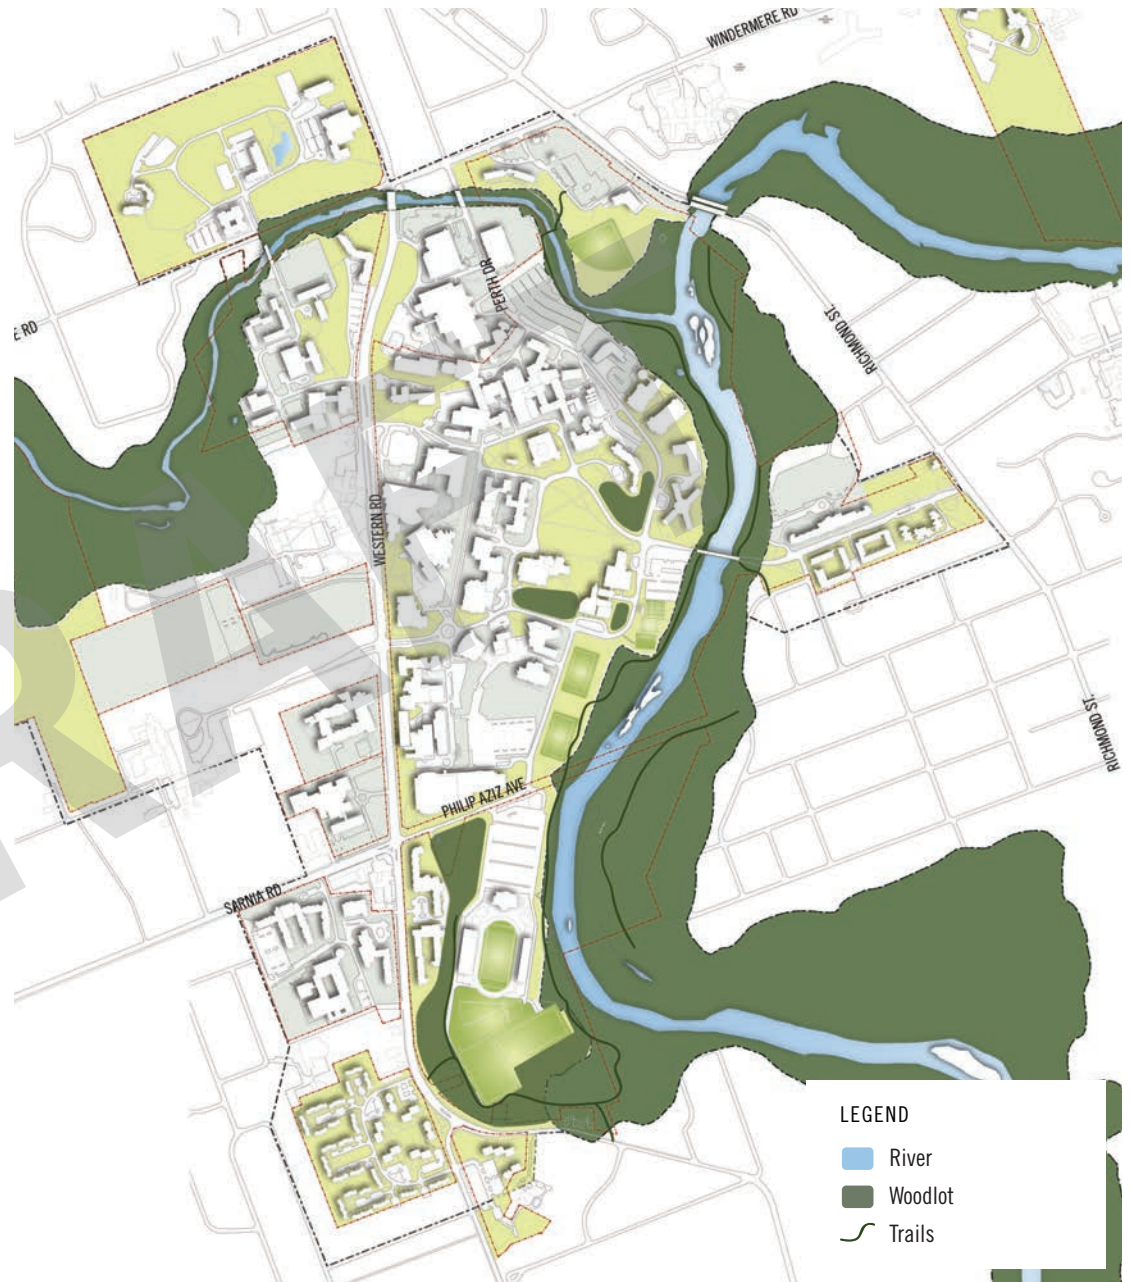 WINDERMERE RD
PERTH DR
E RD
RICHMOND ST.
WESTERN RD
RICHMOND ST.
PHILIP AZIZ AVE
SARNIA RD
LEGEND
River
Woodlot
Trails